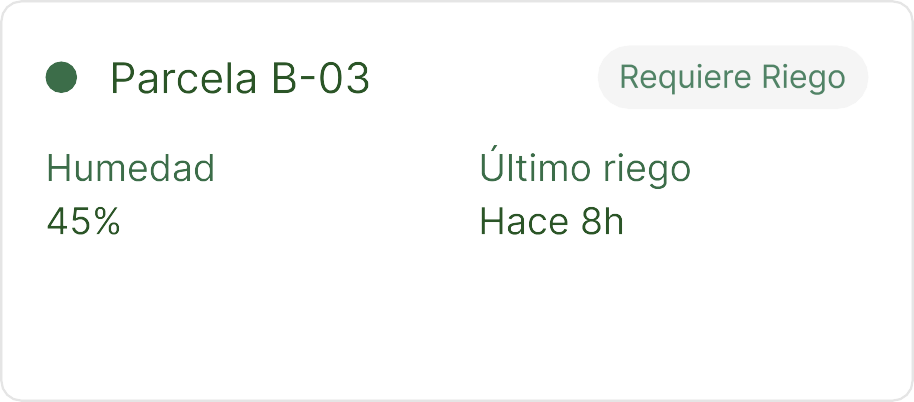 Parcela B-03
Requiere Riego
Humedad
Último riego
45%
Hace 8h